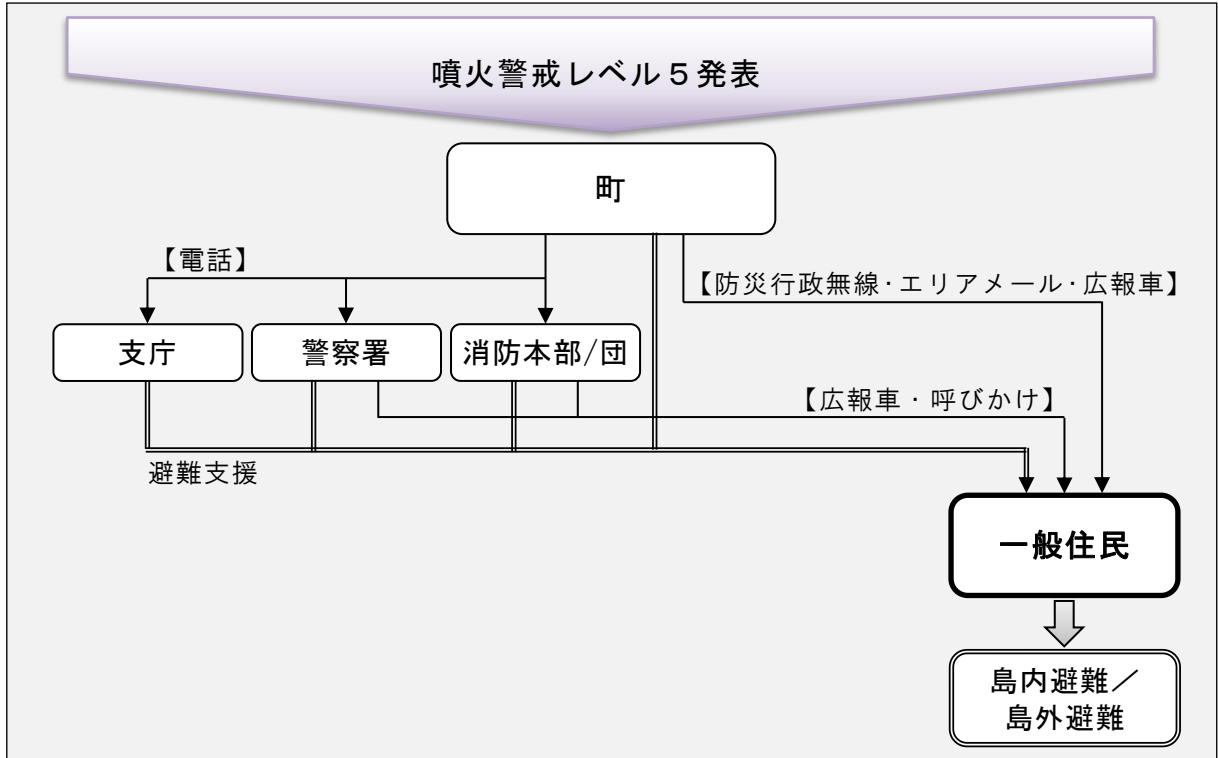 噴火警戒レベル５発表
町
【電話】
【防災行政無線･エリアメール･広報車】
支庁
警察署
消防本部/団
【広報車・呼びかけ】
避難支援
一般住民
島内避難／
島外避難